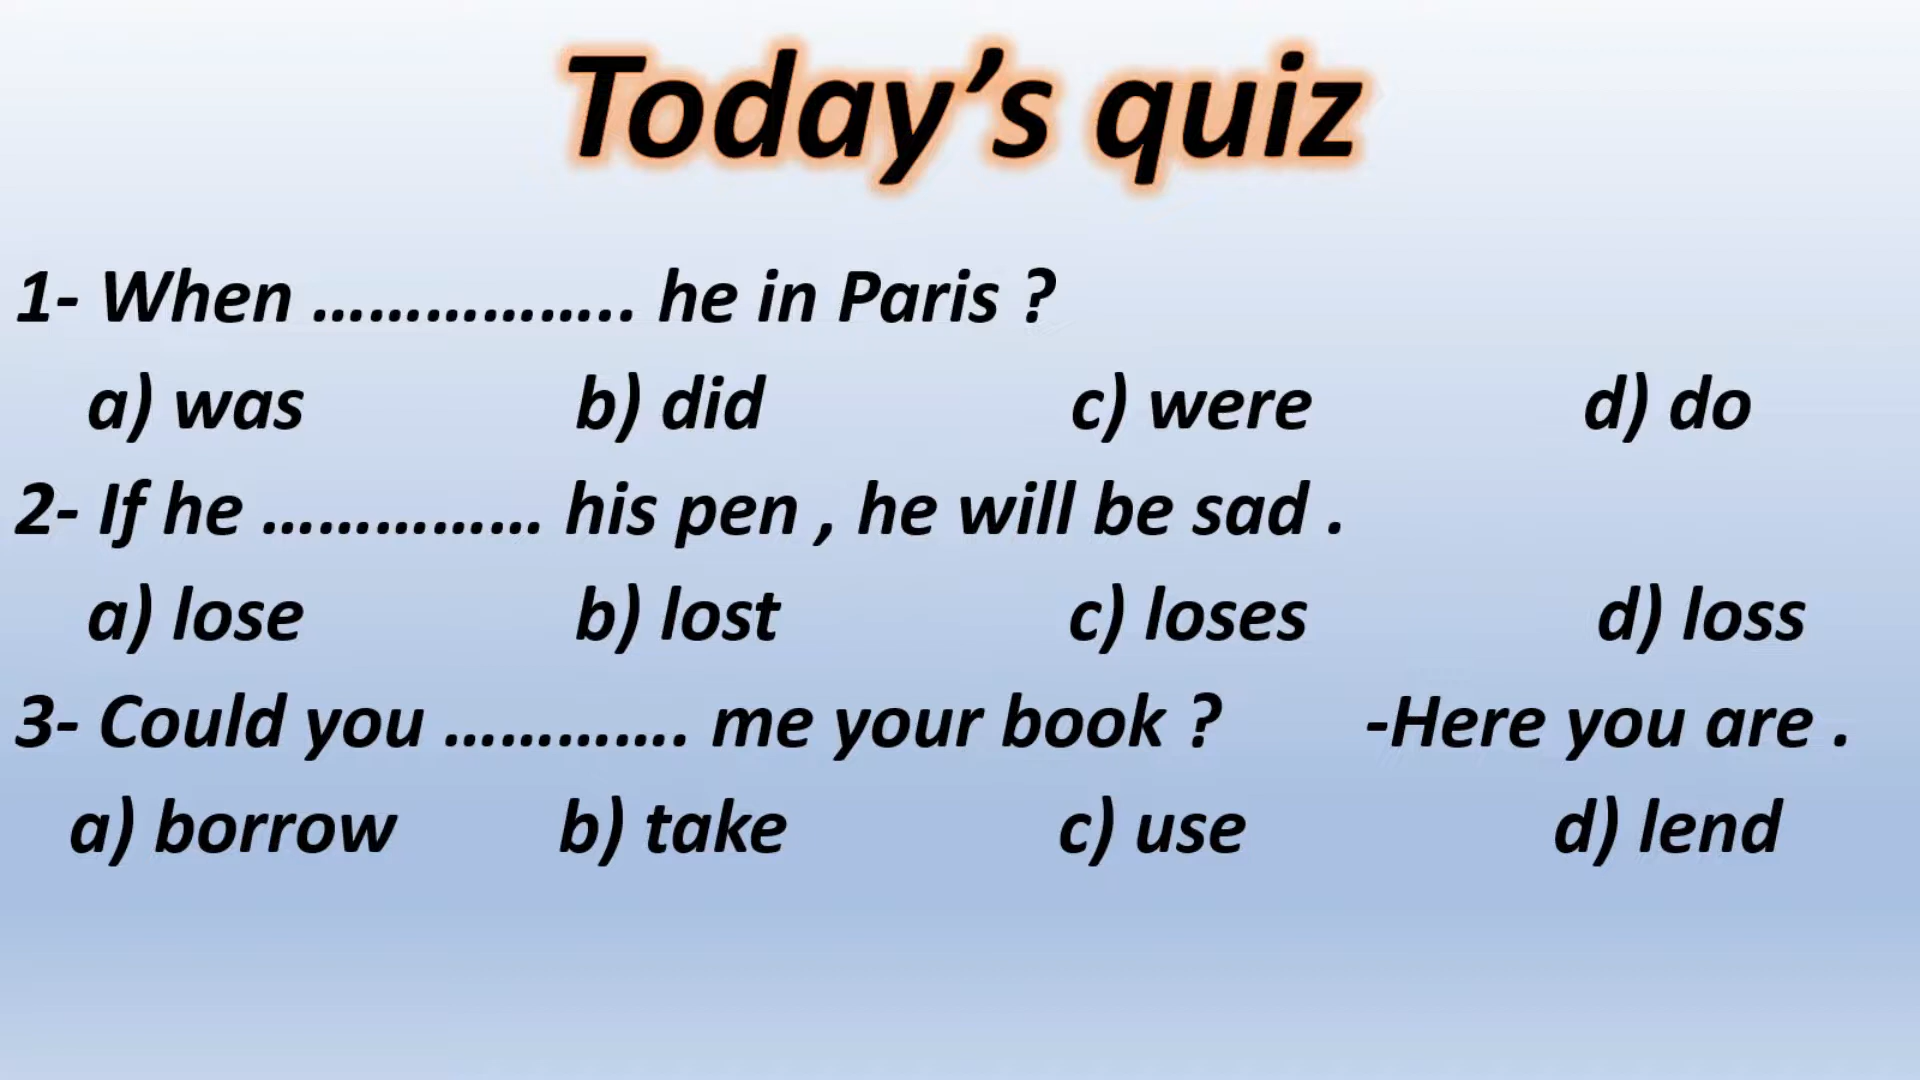 Today’s quiz
1- When …………….. he in Paris ?
a) was b) did c) were d) do
2- If he …………… his pen , he will be sad .
a) lose b) lost c) loses d) loss
3- Could you …………. me your book ? -Here you are .
a) borrow b) take c) use d) lend